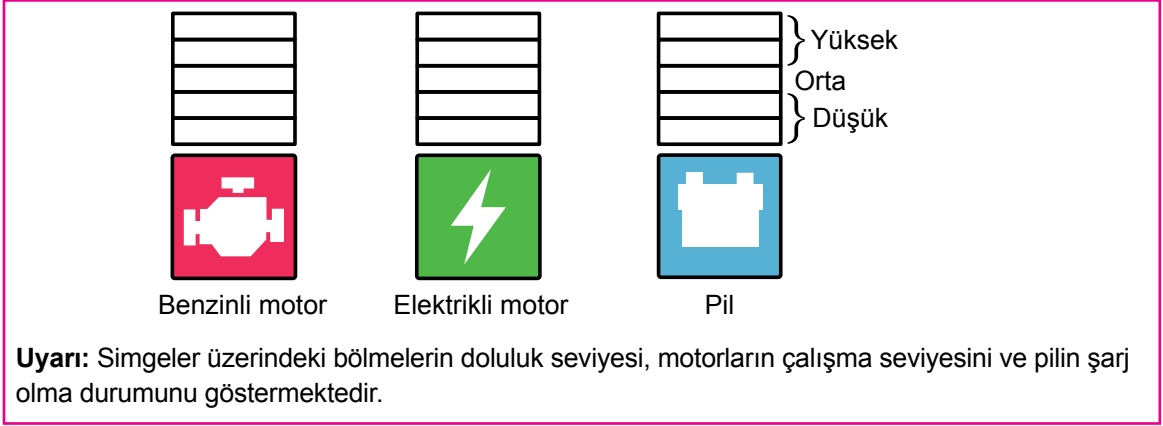 Yüksek
Orta
Düşük
Benzinli motor
Elektrikli motor
Pil
Uyarı: Simgeler üzerindeki bölmelerin doluluk seviyesi, motorların çalışma seviyesini ve pilin şarj
olma durumunu göstermektedir.